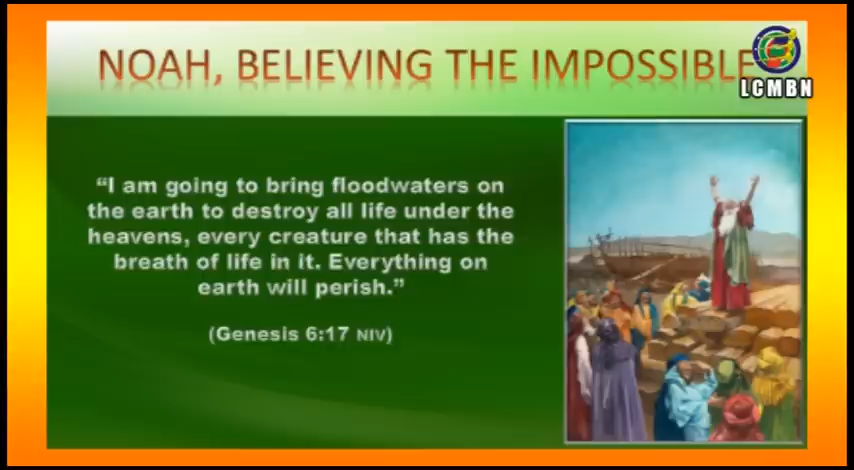 NOAH, BELIEVING THE IMPOSSIBLE
LCMBN
“I am going to bring floodwaters on
the earth to destroy all life under the
heavens, every creature that has the
breath of life in it. Everything on
earth will perish.”
(Genesis 6:17 NIV)